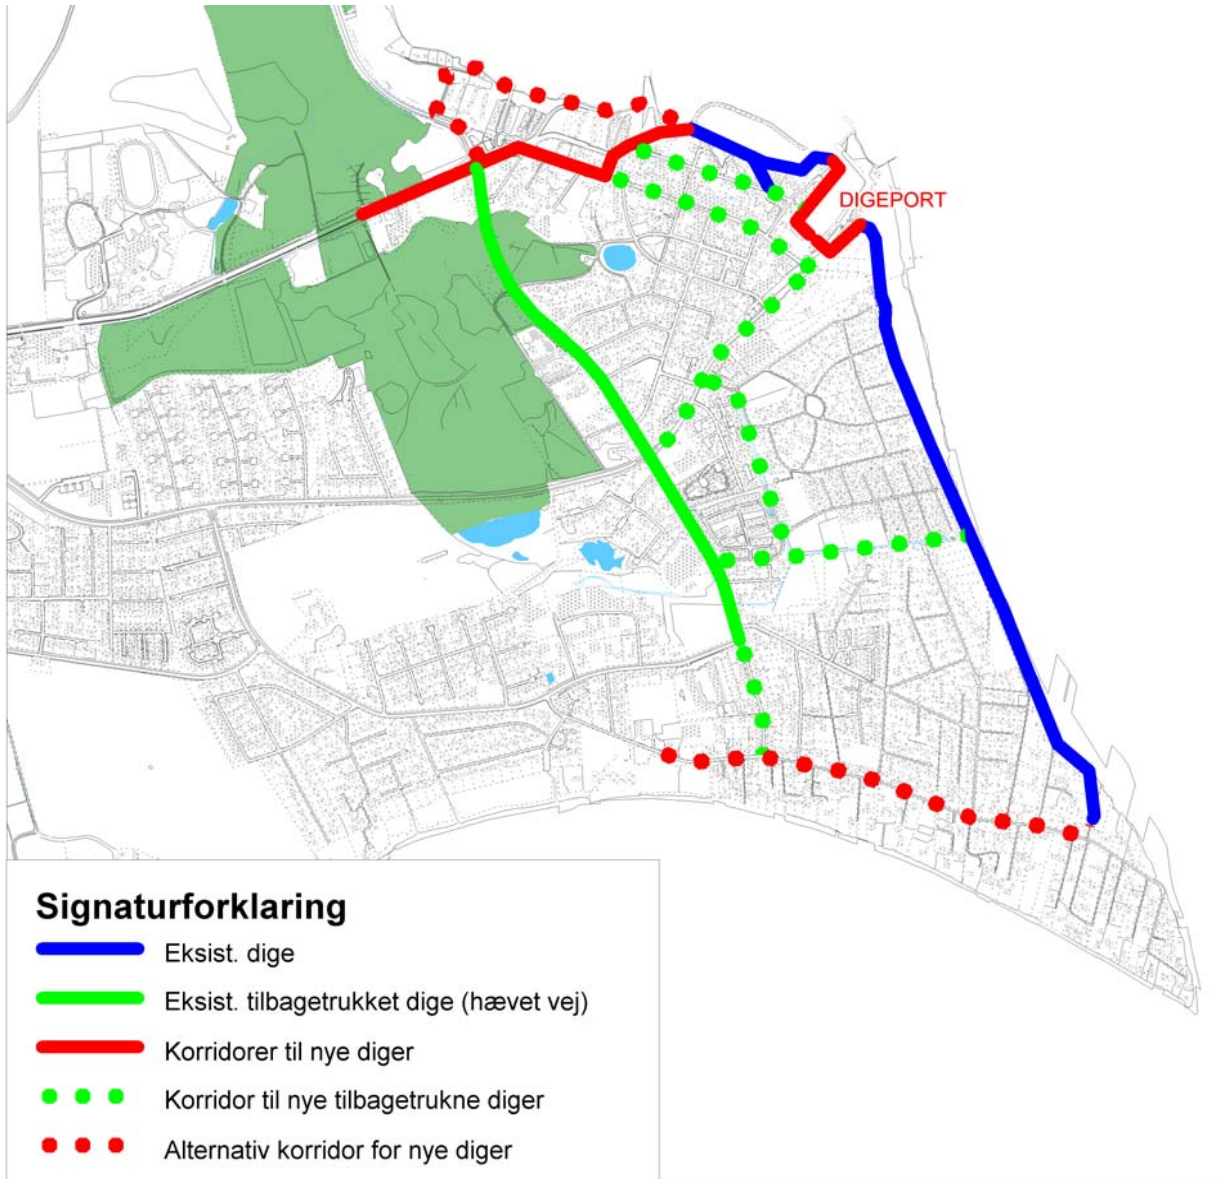 DIGEPORT
Signaturforklaring
Eksist. dige
Eksist. tilbagetrukket dige (hævet vej)
Korridorer til nye diger
Korridor til nye tilbagetrukne diger
Alternativ korridor for nye diger